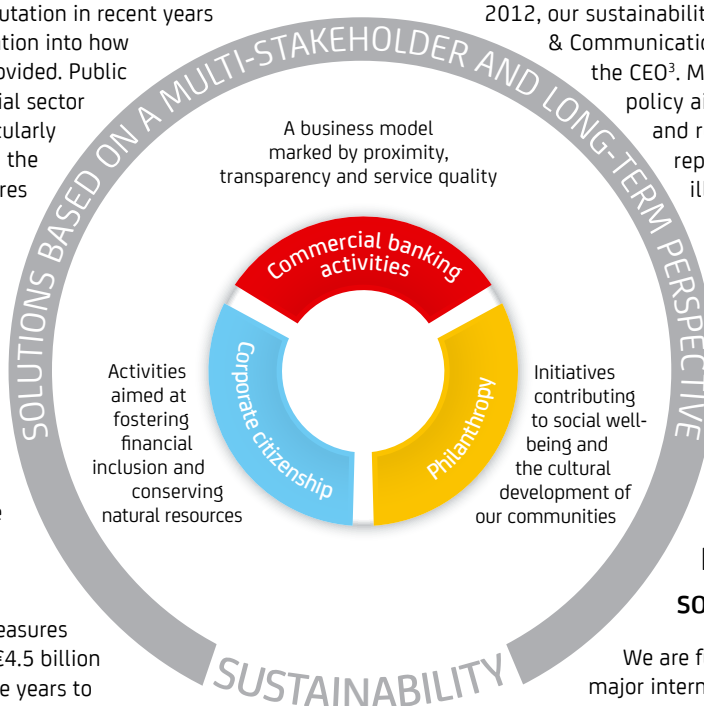 utation in recent years
ation into how
ovided. Public
ial sector
cularly
the
res
2012, our sustainabilit
& Communicatio
the CEO³. M
policy ai
and r
rep
il
SOLUTIONS BASED ON A MULTI-STAKEHOLDER AND LONG-TERM PERSPECTIVE
A business model
marked by proximity,
transparency and service quality
Commercial banking
activities
Activities
aimed at
fostering
financial
inclusion and
conserving
natural resources
Corporate citizenship
Philanthropy
Initiatives
contributing
to social well-
being and
the cultural
development of
our communities
easures
€4.5 billion
e years to
SUSTAINABILITY
so
We are f
major intern